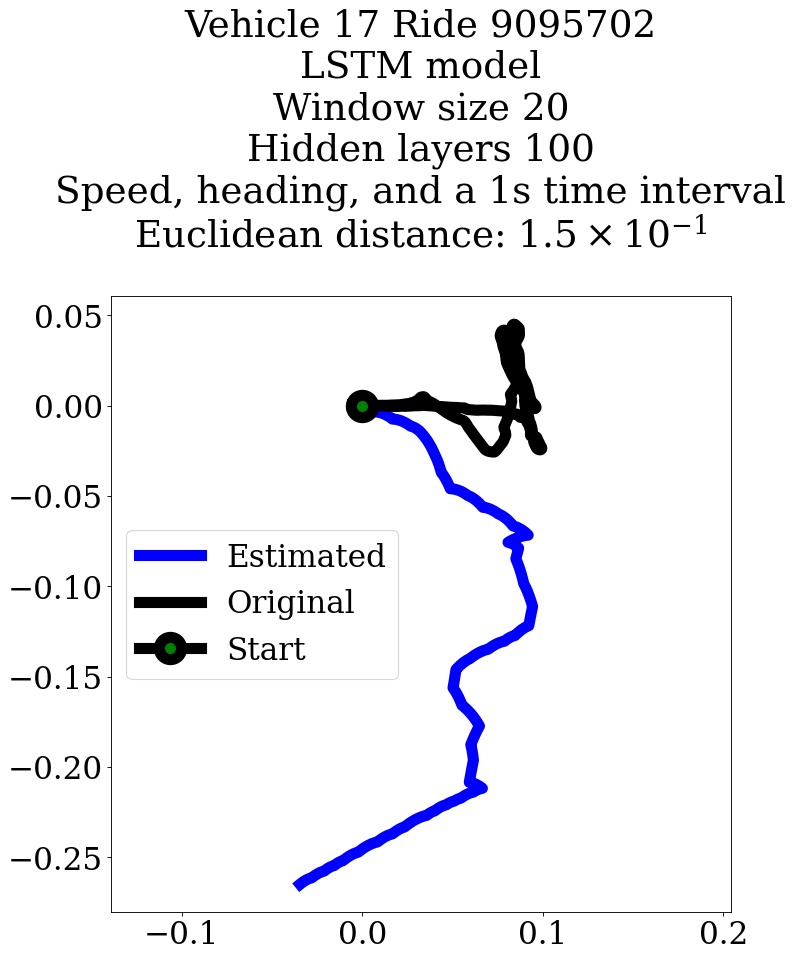 Vehicle 17 Ride 9095702
LSTM model
Window size 20
Hidden layers 100
Speed, heading, and a 1s time interval
Euclidean distance: 1.5 × 10⁻¹
0.05
0.00
−0.05
−0.10
−0.15
−0.20
−0.25
Estimated
Original
Start
−0.1 0.0 0.1 0.2